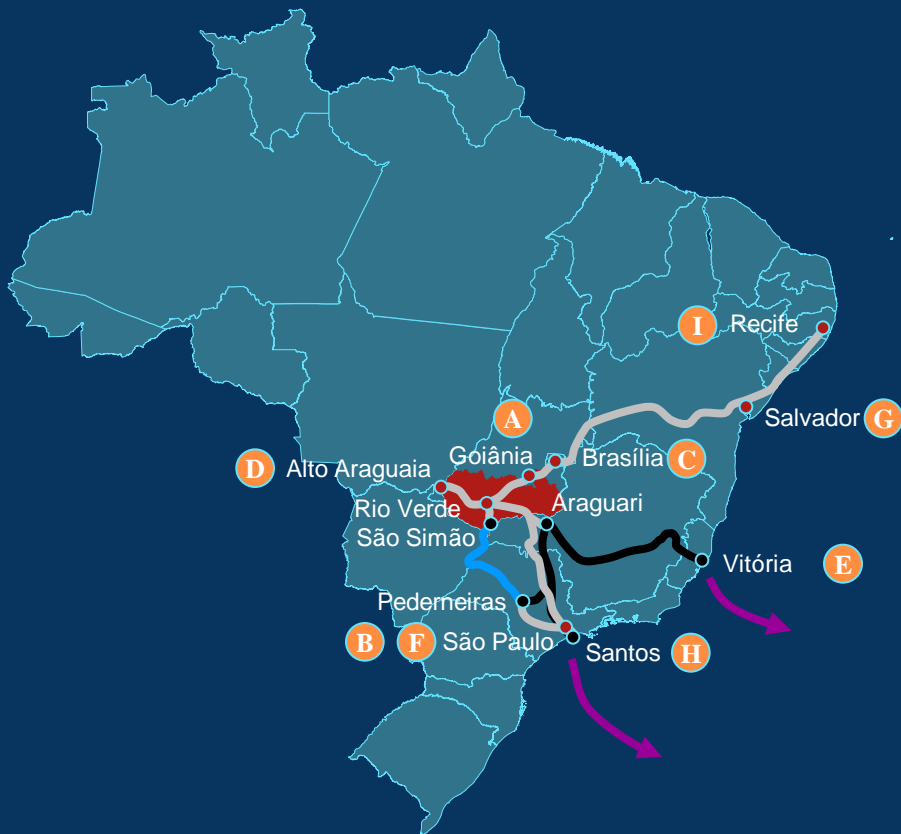 I Recife
A
Salvador G
Goiânia
Brasília C
D Alto Araguaia
Araguari
Rio Verde
São Simão
Vitória E
Pederneiras
B F São Paulo
Santos H